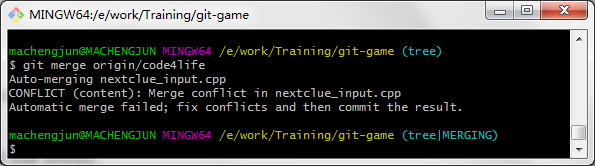 MINGW64:/e/work/Training/git-game
machengjun@MACHENGJUN MINGW64 /e/work/Training/git-game (tree)
$ git merge origin/code4life
Auto-merging nextclue_input.cpp
CONFLICT (content): Merge conflict in nextclue_input.cpp
Automatic merge failed; fix conflicts and then commit the result.
machengjun@MACHENGJUN MINGW64 /e/work/Training/git-game (tree|MERGING)
$